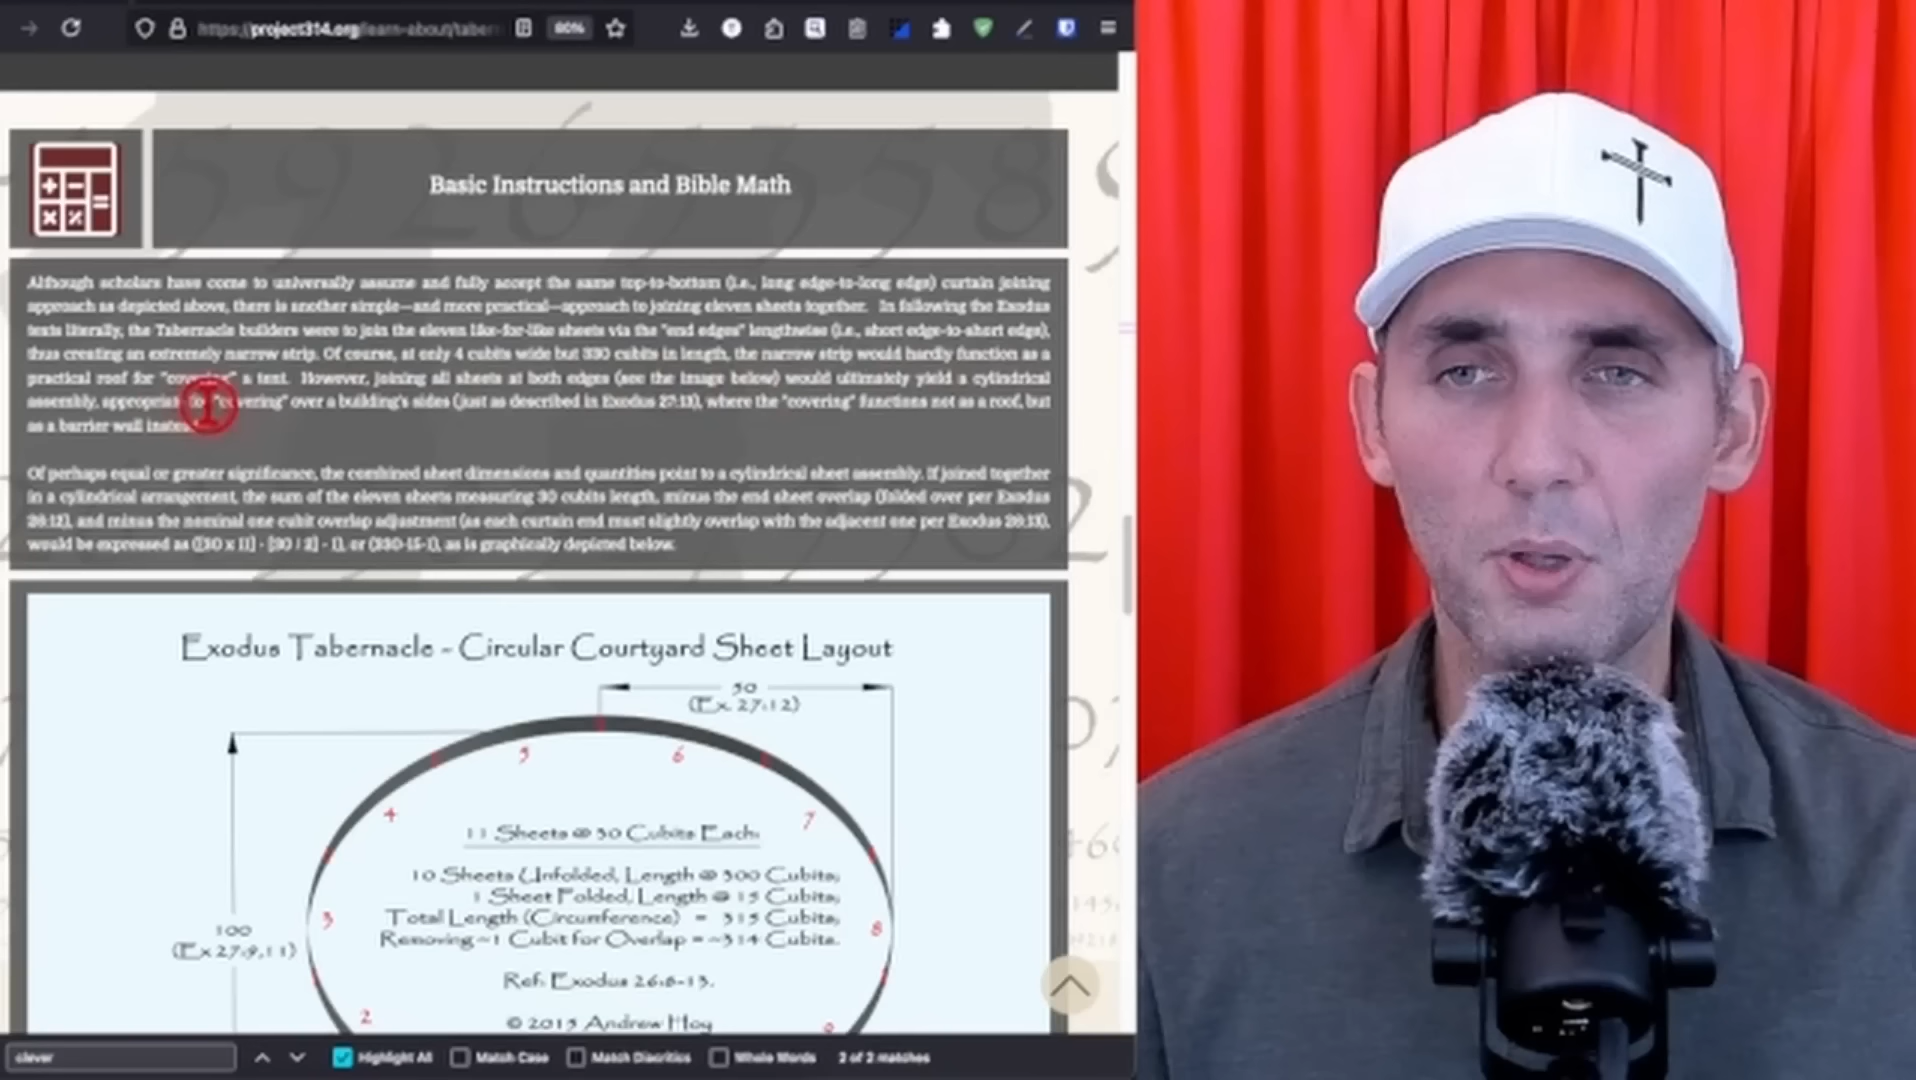 https://project314.org/learn-about/taber
80%
Basic Instructions and Bible Math
Although scholars have come to universally assume and fully accept the same top-to-bottom (i.e., long edge-to-long edge) curtain joining
approach as depicted above, there is another simple—and more practical—approach to joining eleven sheets together. In following the Exodus
texts literally, the Tabernacle builders were to join the eleven like-for-like sheets via the "end edges" lengthwise (i.e., short edge-to-short edge),
thus creating an extremely narrow strip. Of course, at only 4 cubits wide but 330 cubits in length, the narrow strip would hardly function as a
practical roof for "covering" a tent. However, joining all sheets at both edges (see the image below) would ultimately yield a cylindrical
assembly, appropriate for "covering" over a building's sides (just as described in Exodus 27:13), where the "covering" functions not as a roof, but
as a barrier wall instead.
Of perhaps equal or greater significance, the combined sheet dimensions and quantities point to a cylindrical sheet assembly. If joined together
in a cylindrical arrangement, the sum of the eleven sheets measuring 30 cubits length, minus the end sheet overlap (folded over per Exodus
26:12), and minus the nominal one cubit overlap adjustment (as each curtain end must slightly overlap with the adjacent one per Exodus 26:13),
would be expressed as ([30 x 11] - [30 / 2] - 1), or (330-15-1), as is graphically depicted below.
Exodus Tabernacle - Circular Courtyard Sheet Layout
50
(Ex. 27:12)
5
6
4
7
11 Sheets @ 30 Cubits Each:
10 Sheets Unfolded, Length @ 300 Cubits;
1 Sheet Folded, Length @ 15 Cubits;
3
Total Length (Circumference) = 315 Cubits;
8
100
Removing ~1 Cubit for Overlap = ~314 Cubits.
(Ex 27:9,11)
Ref: Exodus 26:8-13.
2
© 2015 Andrew Hoy
9
clever
Highlight All
Match Case
Match Diacritics
Whole Words
2 of 2 matches